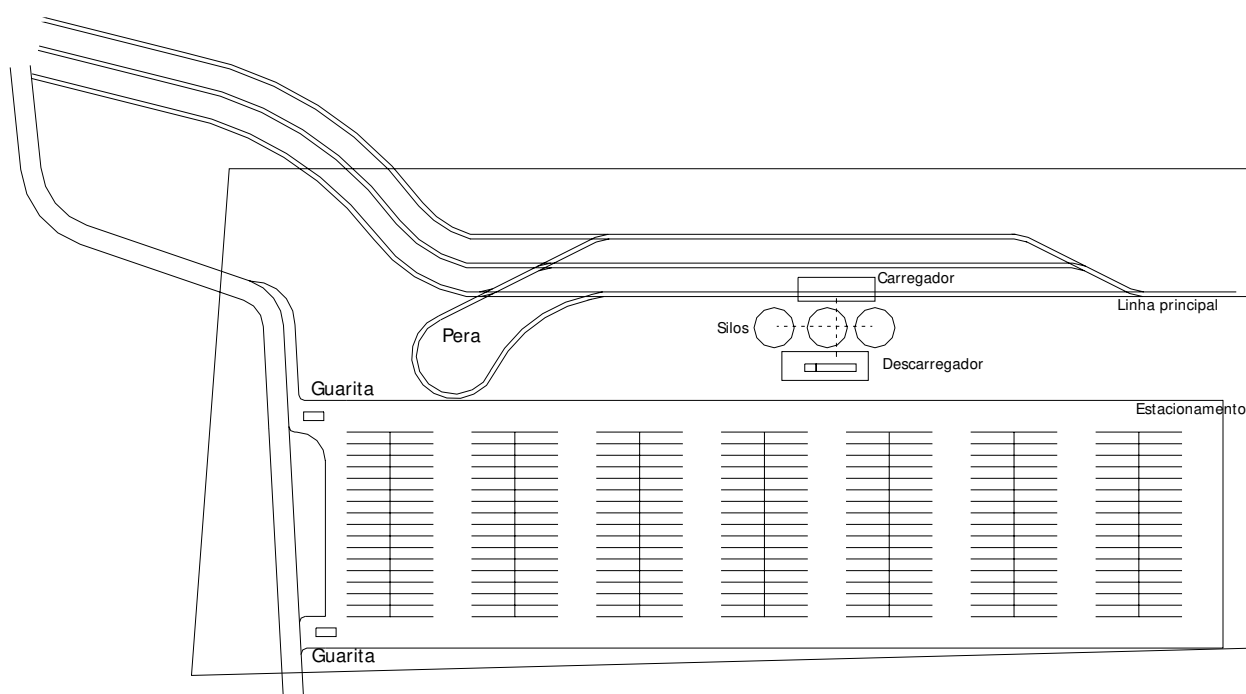 Carregador
Linha principal
Silos
Pera
Descarregador
Guarita
Estacionamento
Guarita